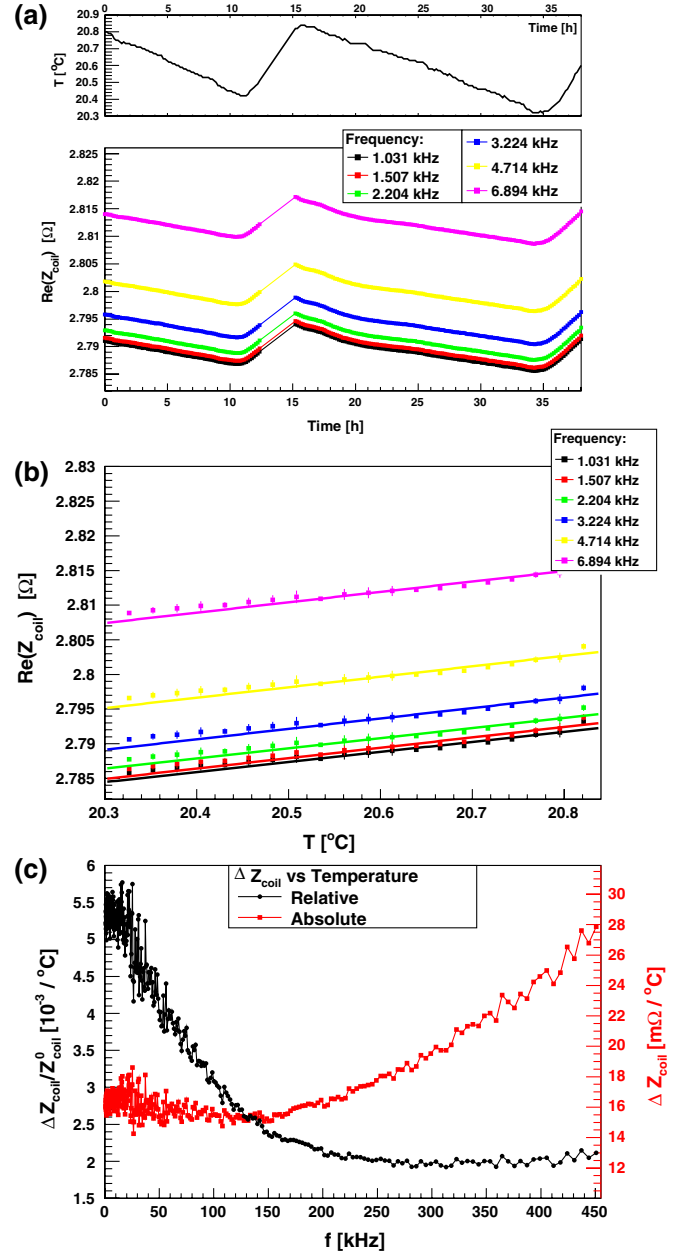 (a)
0 5 10 15 20 25 30 35
Time [h]
20.9
20.8
20.7
20.6
20.5
20.4
20.3
T [°C]
Frequency:
1.031 kHz
1.507 kHz
2.204 kHz
3.224 kHz
4.714 kHz
6.894 kHz
2.825
2.82
2.815
2.81
2.805
2.8
2.795
2.79
2.785
Re(Zcoil) [Ω]
0 5 10 15 20 25 30 35
Time [h]
(b)
Frequency:
1.031 kHz
1.507 kHz
2.204 kHz
3.224 kHz
4.714 kHz
6.894 kHz
2.83
2.825
2.82
2.815
2.81
2.805
2.8
2.795
2.79
2.785
Re(Zcoil) [Ω]
20.3 20.4 20.5 20.6 20.7 20.8
T [°C]
(c)
Δ Zcoil vs Temperature
Relative
Absolute
6
5.5
5
4.5
4
3.5
3
2.5
2
1.5
Δ Zcoil/Z⁰coil [10⁻³ / °C]
30
28
26
24
22
20
18
16
14
12
Δ Zcoil [mΩ / °C]
0 50 100 150 200 250 300 350 400 450
f [kHz]